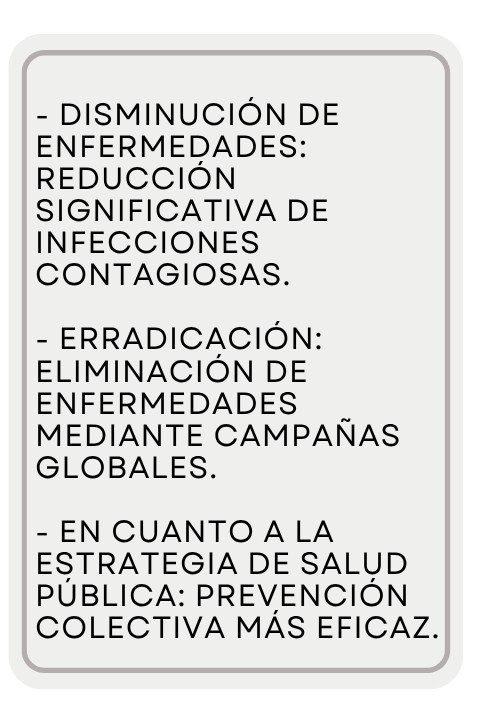 - DISMINUCIÓN DE
ENFERMEDADES:
REDUCCIÓN
SIGNIFICATIVA DE
INFECCIONES
CONTAGIOSAS.
- ERRADICACIÓN:
ELIMINACIÓN DE
ENFERMEDADES
MEDIANTE CAMPAÑAS
GLOBALES.
- EN CUANTO A LA
ESTRATEGIA DE SALUD
PÚBLICA: PREVENCIÓN
COLECTIVA MÁS EFICAZ.